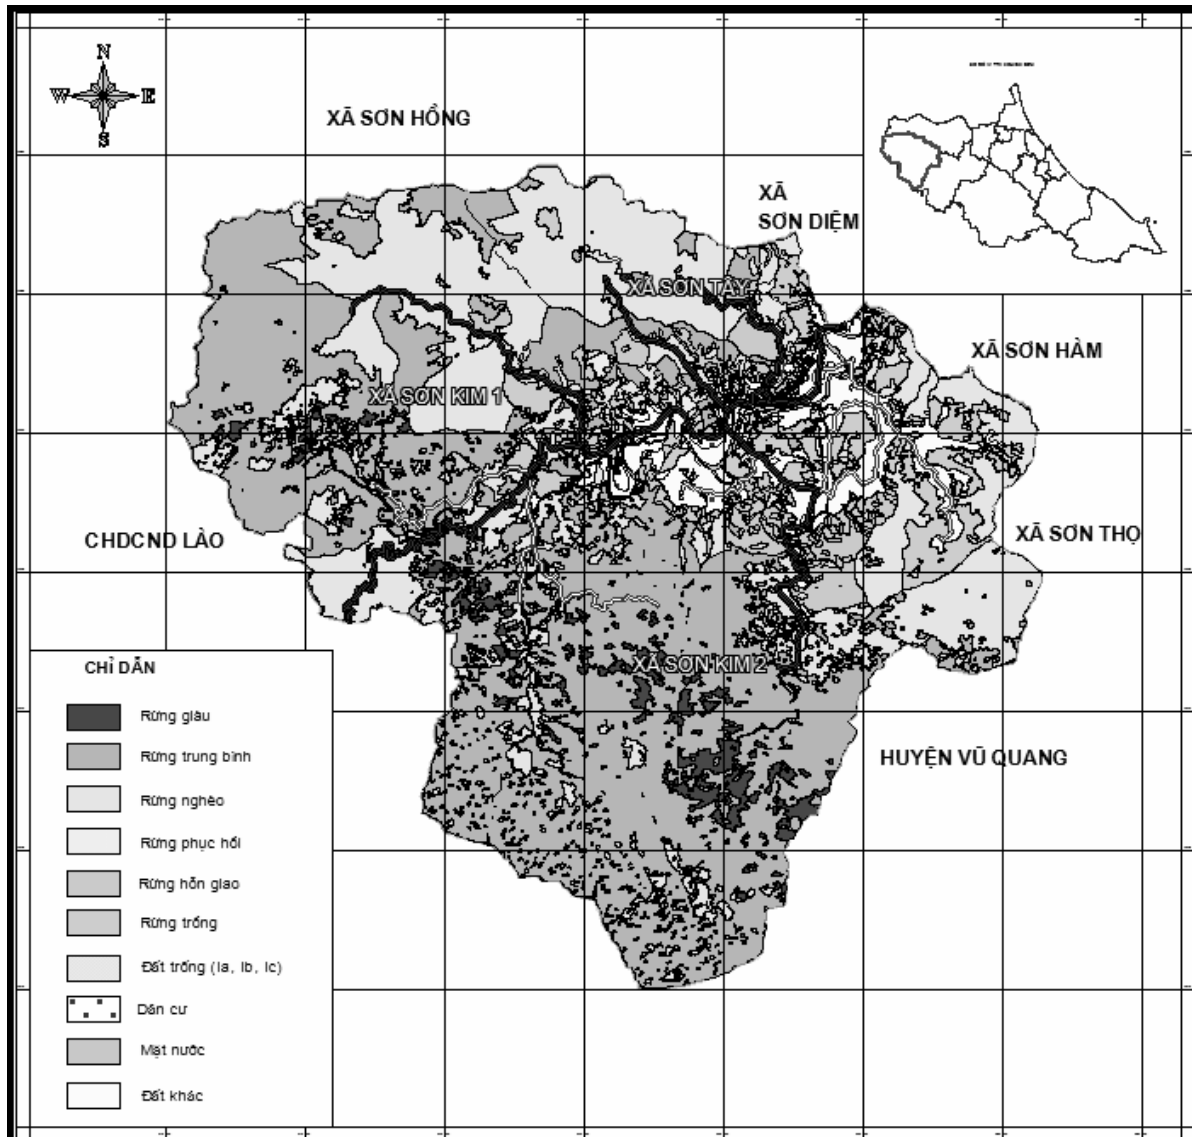 N
W E
S
XÃ SƠN HỒNG
XÃ
SƠN DIỆM
XÃ SƠN TÂY
XÃ SƠN HÀM
XÃ SƠN KIM 1
CHDCND LÀO
XÃ SƠN THỌ
XÃ SƠN KIM 2
HUYỆN VŨ QUANG
CHỈ DẪN
Rừng giàu
Rừng trung bình
Rừng nghèo
Rừng phục hồi
Rừng hỗn giao
Rừng trồng
Đất trống (Ia, Ib, Ic)
Dân cư
Mặt nước
Đất khác